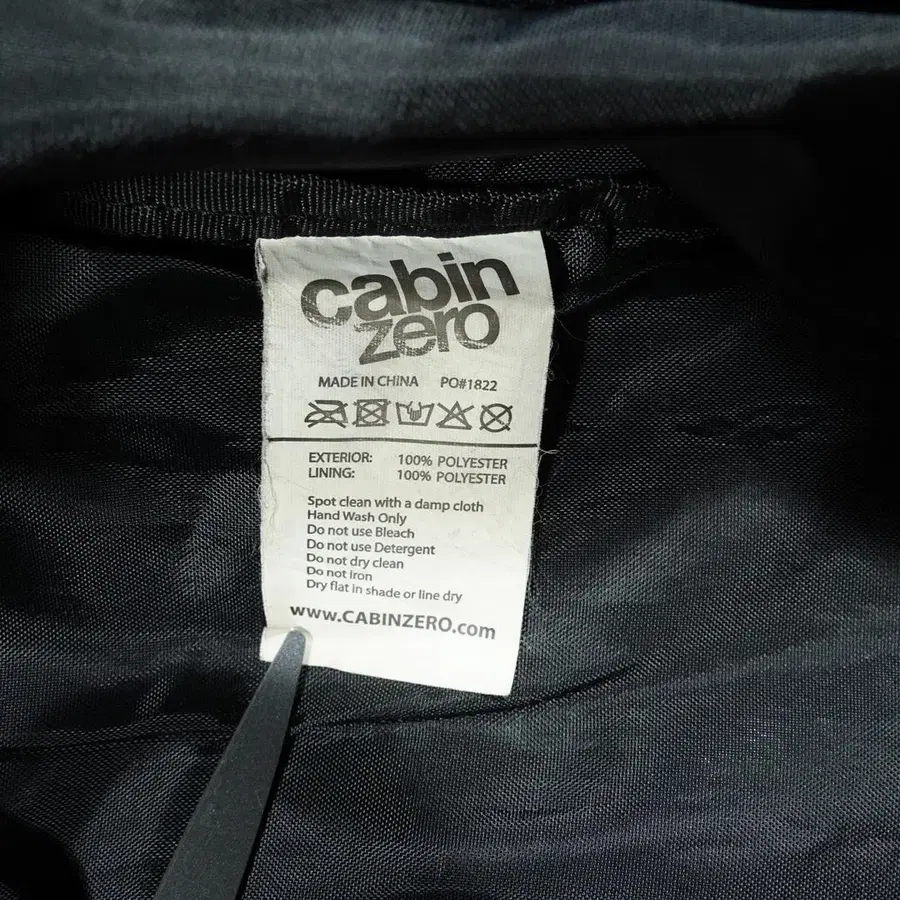 cabin
zero
MADE IN CHINA PO#1822
EXTERIOR: 100% POLYESTER
LINING: 100% POLYESTER
Spot clean with a damp cloth
Hand Wash Only
Do not use Bleach
Do not use Detergent
Do not dry clean
Do not iron
Dry flat in shade or line dry
www.CABINZERO.com